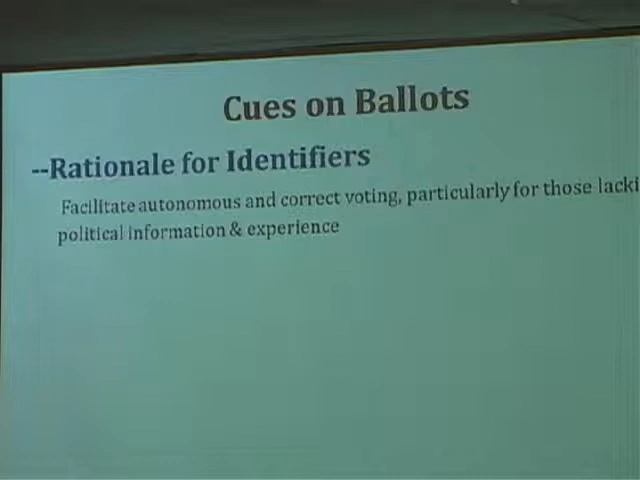 Cues on Ballots
--Rationale for Identifiers
Facilitate autonomous and correct voting, particularly for those lacki
political information & experience